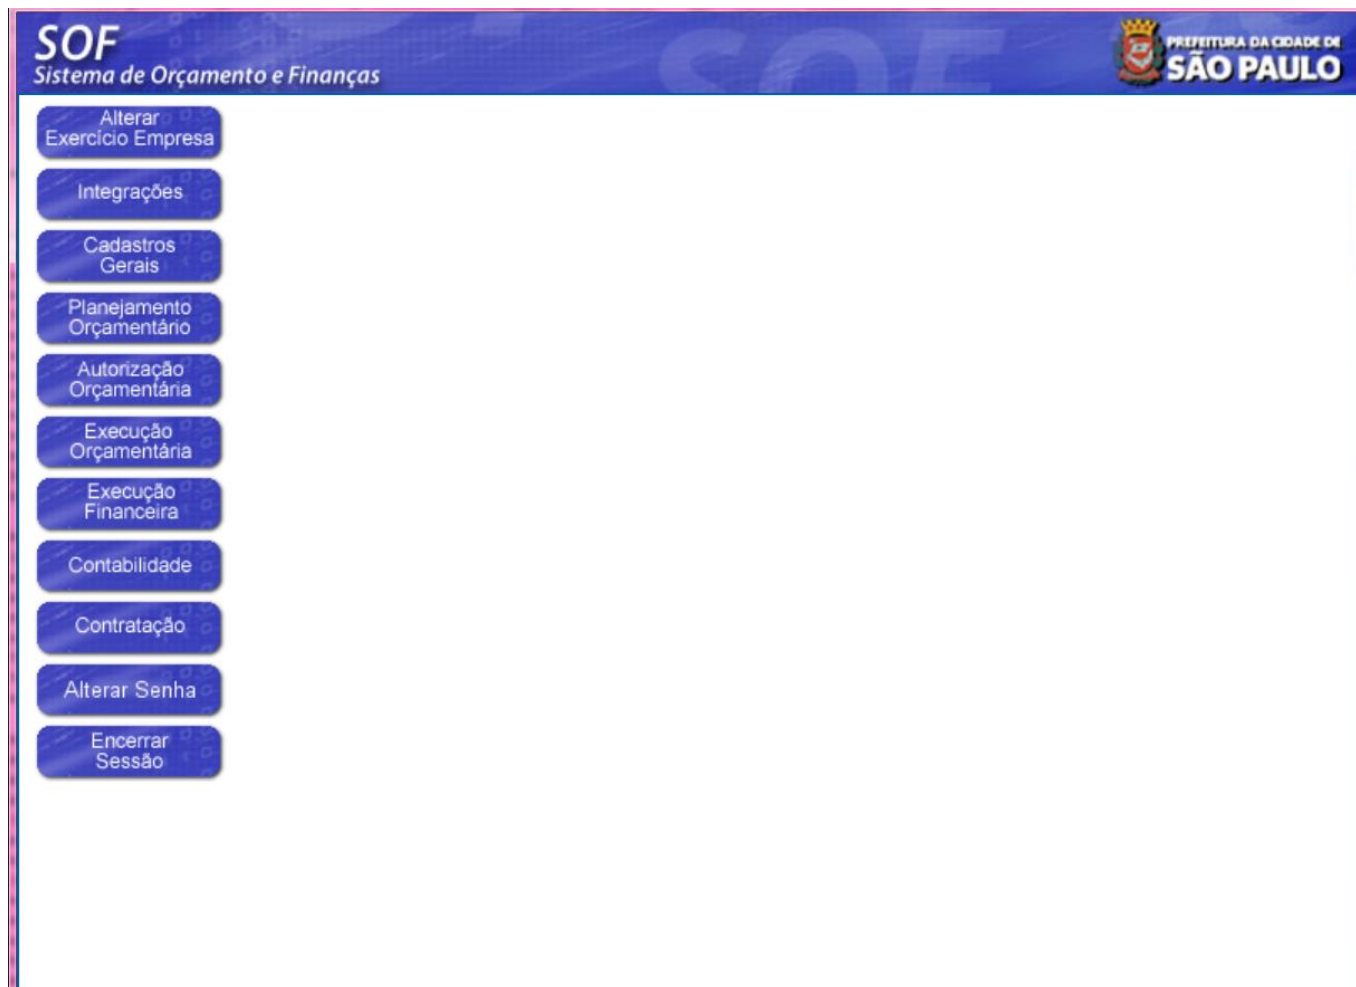 SOF
Sistema de Orçamento e Finanças
SOF
PREFEITURA DA CIDADE DE
SÃO PAULO
Alterar
Exercício Empresa
Integrações
Cadastros
Gerais
Planejamento
Orçamentário
Autorização
Orçamentária
Execução
Orçamentária
Execução
Financeira
Contabilidade
Contratação
Alterar Senha
Encerrar
Sessão